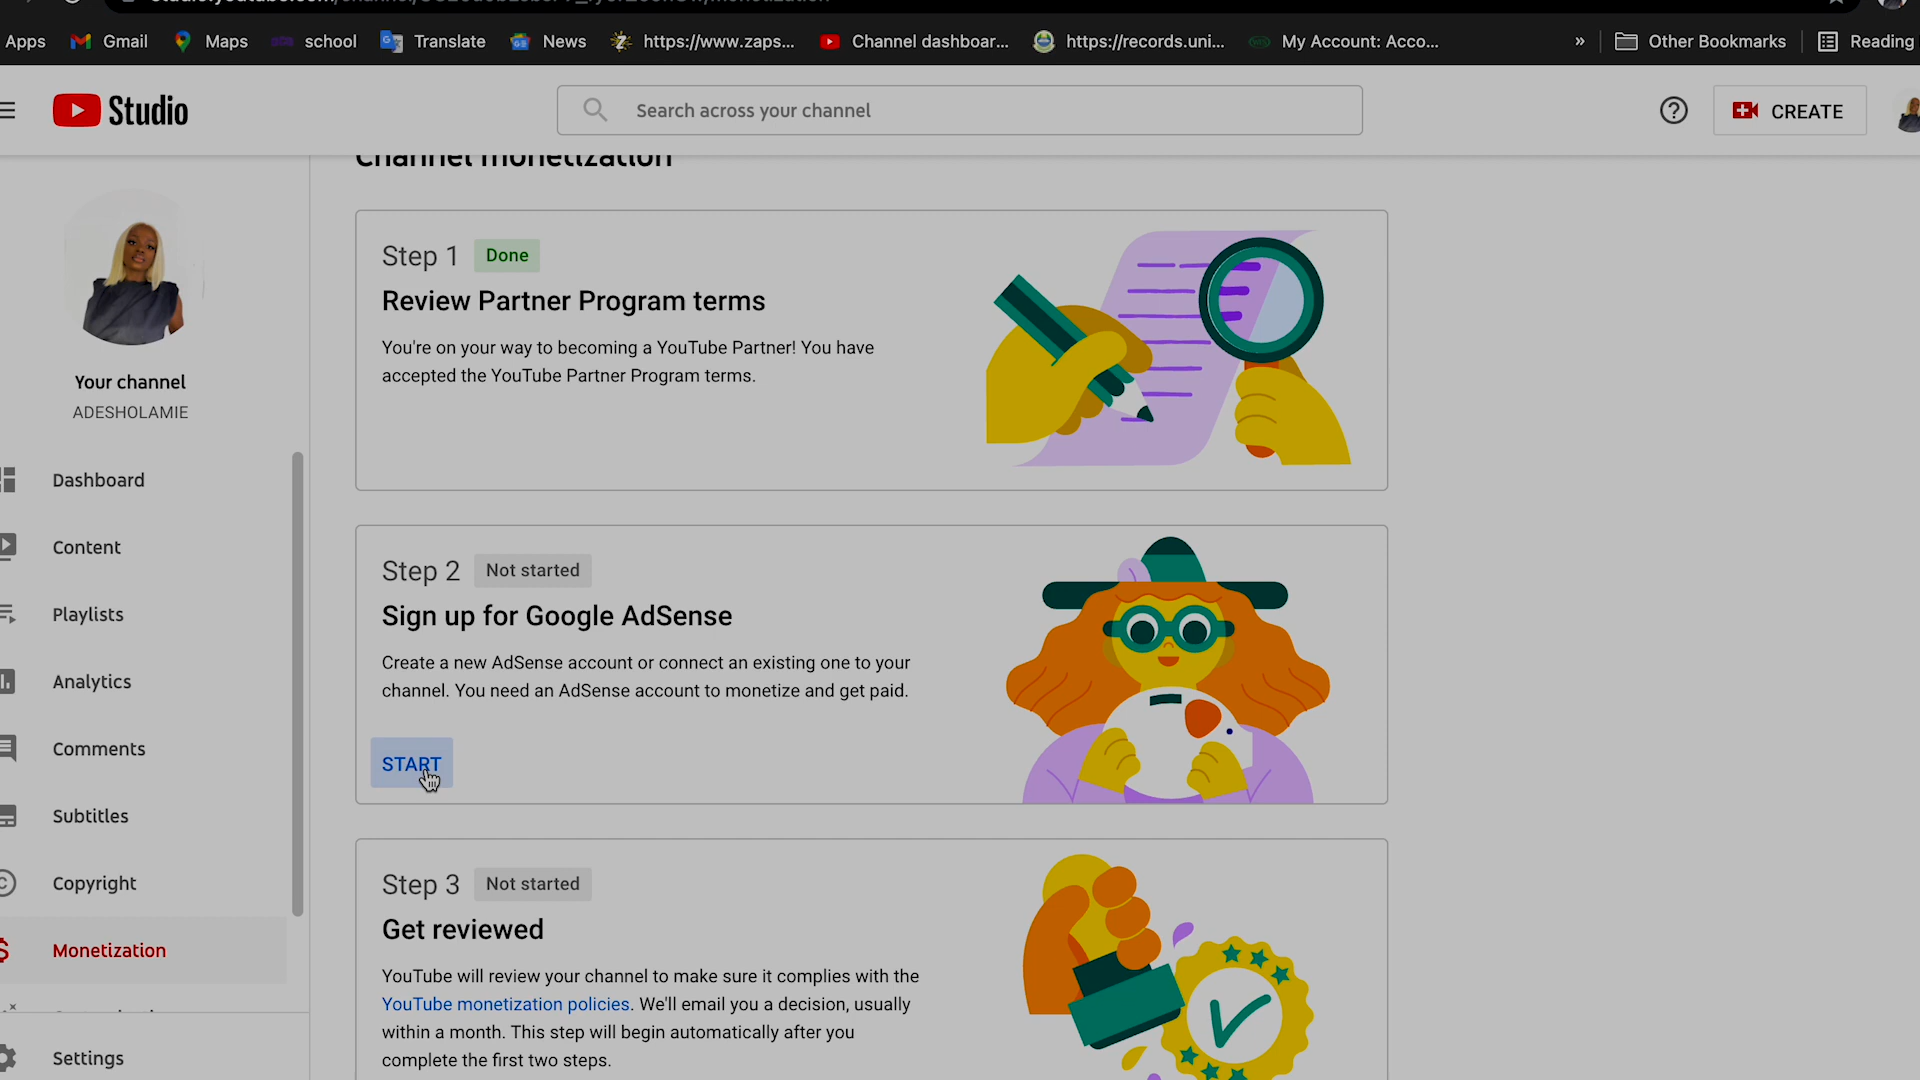 Apps
Gmail
Maps
school
Translate
News
https://www.zaps...
Channel dashboar...
https://records.uni...
My Account: Acco...
»
Other Bookmarks
Reading
Studio
Search across your channel
CREATE
Channel monetization
Your channel
ADESHOLAMIE
Dashboard
Content
Playlists
Analytics
Comments
Subtitles
Copyright
Monetization
Settings
Step 1 Done
Review Partner Program terms
You're on your way to becoming a YouTube Partner! You have
accepted the YouTube Partner Program terms.
Step 2 Not started
Sign up for Google AdSense
Create a new AdSense account or connect an existing one to your
channel. You need an AdSense account to monetize and get paid.
START
Step 3 Not started
Get reviewed
YouTube will review your channel to make sure it complies with the
YouTube monetization policies. We'll email you a decision, usually
within a month. This step will begin automatically after you
complete the first two steps.